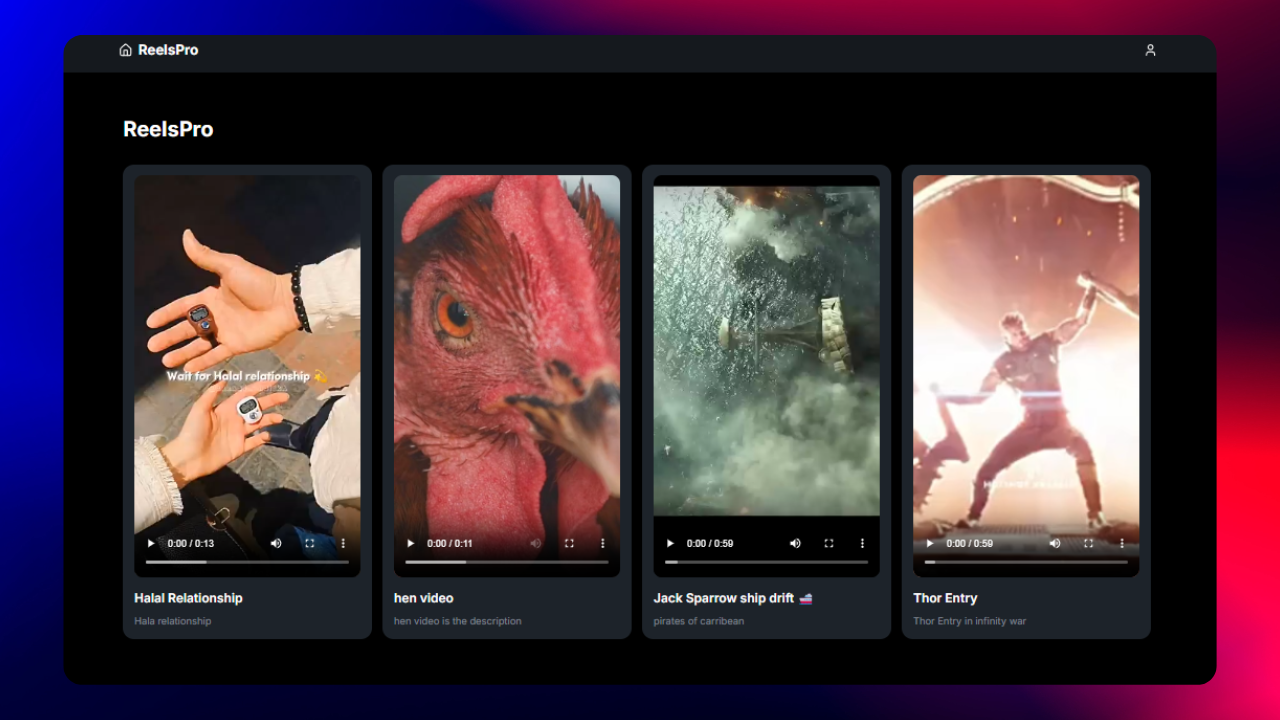 ReelsPro
ReelsPro
Wait for Halal relationship 💫
0:00 / 0:13
0:00 / 0:11
0:00 / 0:59
0:00 / 0:59
Halal Relationship
Hala relationship
hen video
hen video is the description
Jack Sparrow ship drift 🚢
pirates of carribean
Thor Entry
Thor Entry in infinity war